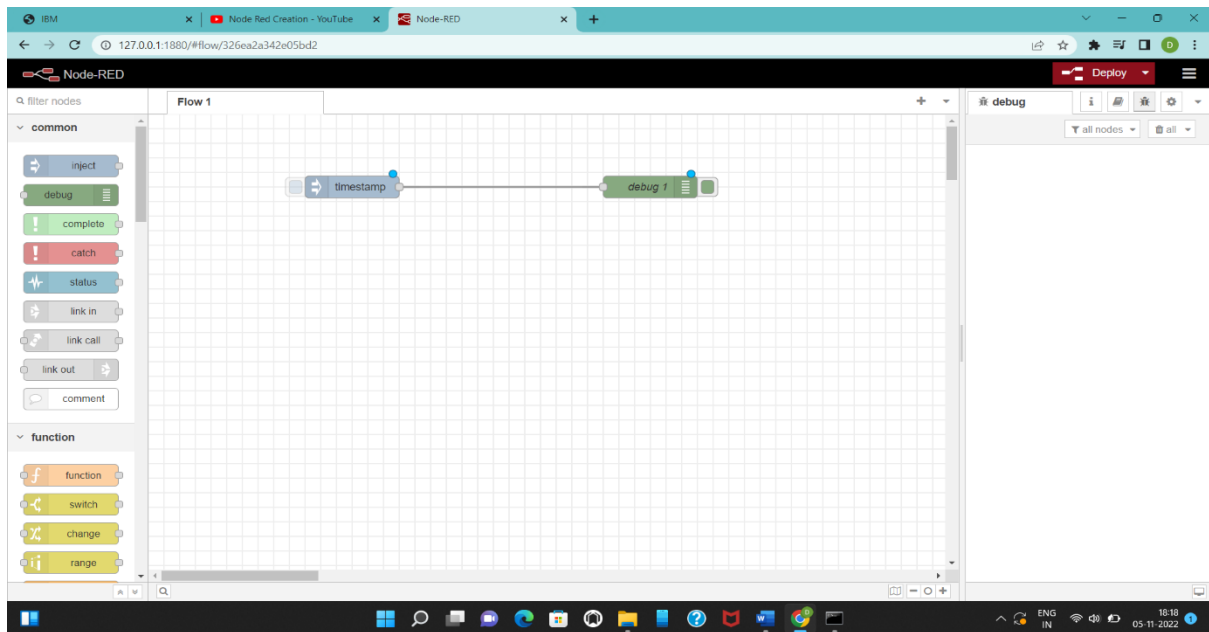 IBM
Node Red Creation - YouTube
Node-RED
127.0.0.1:1880/#flow/326ea2a342e05bd2
D
Node-RED
Deploy
filter nodes
Flow 1
debug
i
common
all nodes
all
inject
timestamp
debug 1
debug
complete
catch
status
link in
link call
link out
comment
function
function
switch
change
range
ENG
IN
18:18
05-11-2022
1